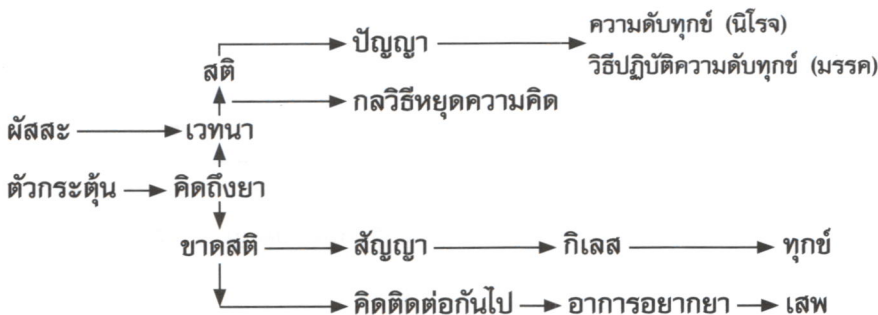 ปัญญา ความดับทุกข์ (นิโรจ)
วิธีปฏิบัติความดับทุกข์ (มรรค)
สติ
กลวิธีหยุดความคิด
ผัสสะ เวทนา
ตัวกระตุ้น คิดถึงยา
ขาดสติ สัญญา กิเลส ทุกข์
คิดติดต่อกันไป อาการอยากยา เสพ